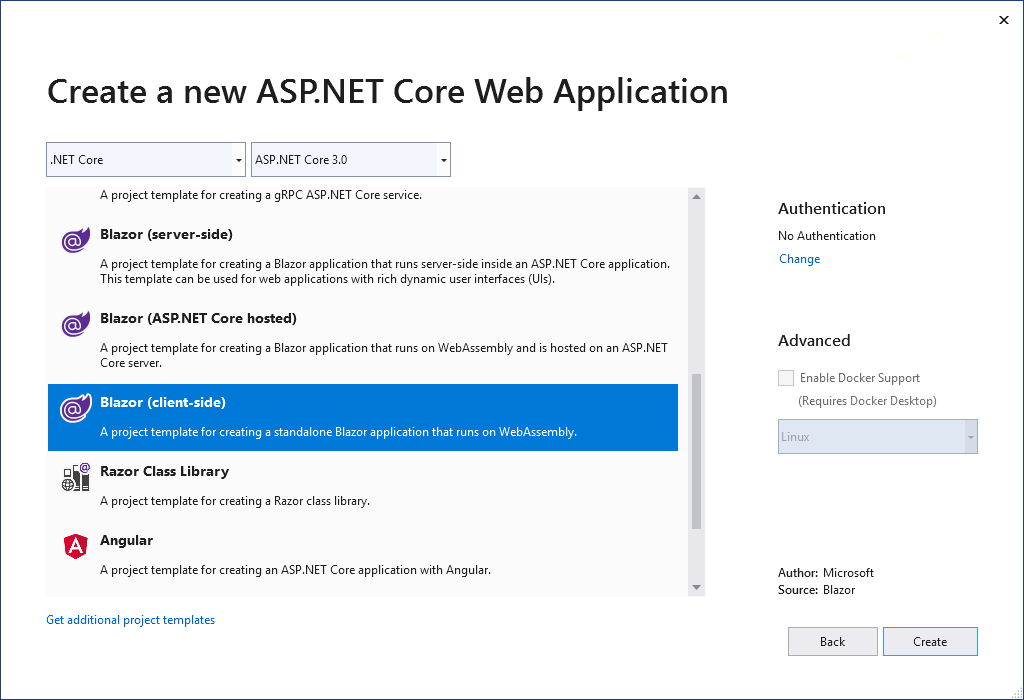 Create a new ASP.NET Core Web Application
.NET Core
ASP.NET Core 3.0
A project template for creating a gRPC ASP.NET Core service.
Blazor (server-side)
A project template for creating a Blazor application that runs server-side inside an ASP.NET Core application.
This template can be used for web applications with rich dynamic user interfaces (UIs).
Blazor (ASP.NET Core hosted)
A project template for creating a Blazor application that runs on WebAssembly and is hosted on an ASP.NET
Core server.
Blazor (client-side)
A project template for creating a standalone Blazor application that runs on WebAssembly.
Razor Class Library
A project template for creating a Razor class library.
Angular
A project template for creating an ASP.NET Core application with Angular.
Get additional project templates
Authentication
No Authentication
Change
Advanced
Enable Docker Support
(Requires Docker Desktop)
Linux
Author: Microsoft
Source: Blazor
Back
Create